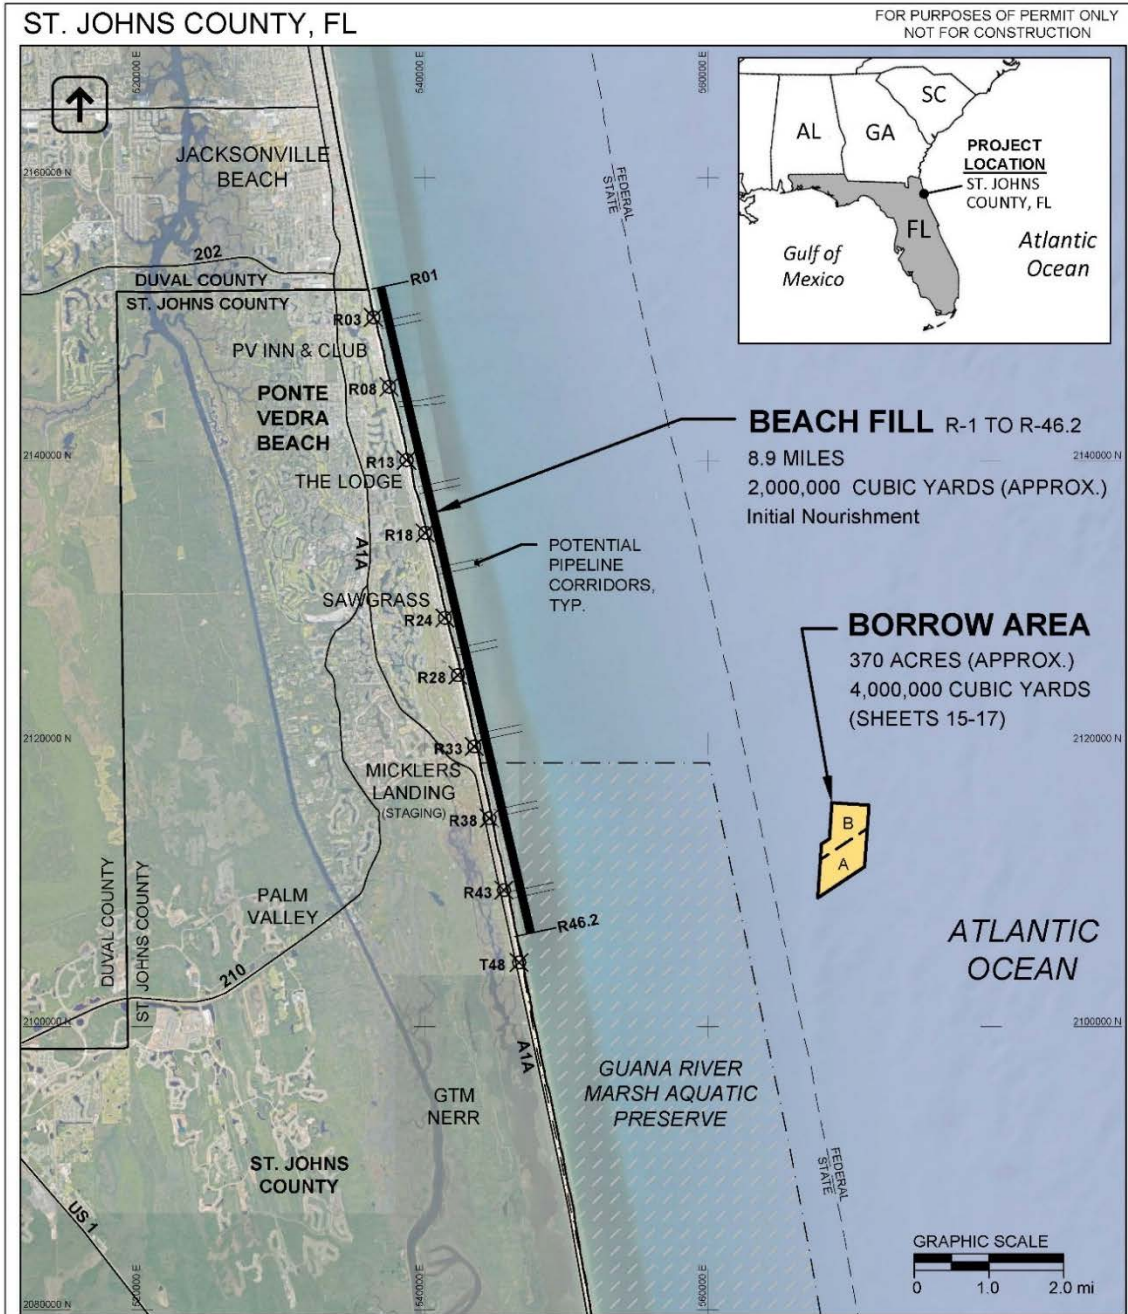 ST. JOHNS COUNTY, FL
FOR PURPOSES OF PERMIT ONLY
NOT FOR CONSTRUCTION
520000 E
540000 E
560000 E
JACKSONVILLE
BEACH
2160000 N
FEDERAL
STATE
SC
AL
GA
PROJECT
LOCATION
ST. JOHNS
COUNTY, FL
FL
Gulf of
Mexico
Atlantic
Ocean
202
DUVAL COUNTY
ST. JOHNS COUNTY
R01
R03
PV INN & CLUB
R08
PONTE
VEDRA
BEACH
R13
THE LODGE
2140000 N
2140000 N
BEACH FILL R-1 TO R-46.2
8.9 MILES
2,000,000 CUBIC YARDS (APPROX.)
Initial Nourishment
R18
A1A
POTENTIAL
PIPELINE
CORRIDORS,
TYP.
SAWGRASS
R24
R28
BORROW AREA
370 ACRES (APPROX.)
4,000,000 CUBIC YARDS
(SHEETS 15-17)
2120000 N
2120000 N
R33
MICKLERS
LANDING
(STAGING)
R38
B
A
R43
PALM
VALLEY
R46.2
DUVAL COUNTY
ST. JOHNS COUNTY
T48
210
ATLANTIC
OCEAN
2100000 N
2100000 N
A1A
GTM
NERR
GUANA RIVER
MARSH AQUATIC
PRESERVE
ST. JOHNS
COUNTY
FEDERAL
STATE
US 1
GRAPHIC SCALE
0 1.0 2.0 mi
2080000 N
520000 E
540000 E
560000 E